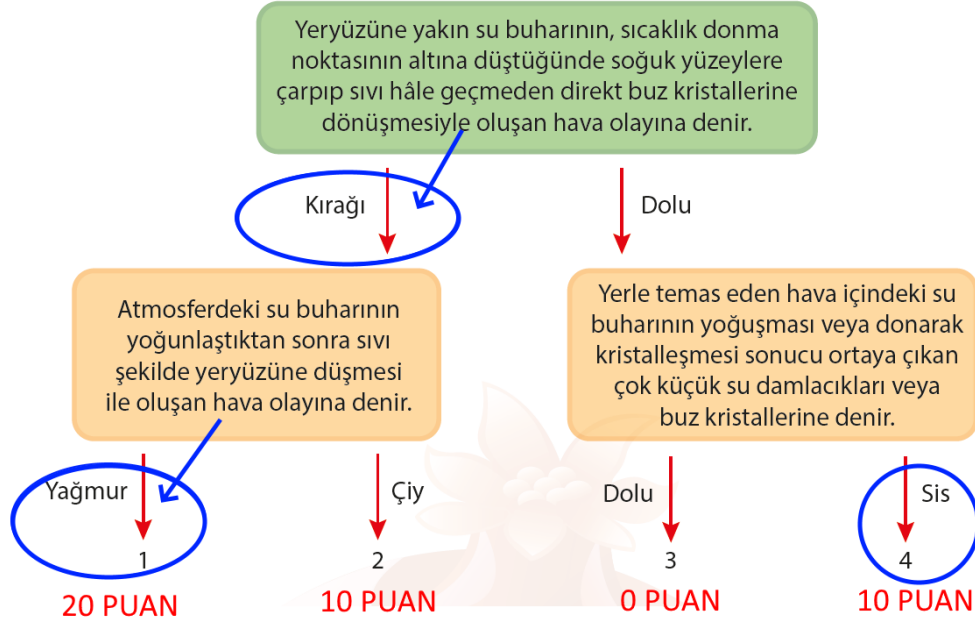 Yeryüzüne yakın su buharının, sıcaklık donma
noktasının altına düştüğünde soğuk yüzeylere
çarpıp sıvı hâle geçmeden direkt buz kristallerine
dönüşmesiyle oluşan hava olayına denir.
Kırağı
Dolu
Atmosferdeki su buharının
yoğunlaştıktan sonra sıvı
şekilde yeryüzüne düşmesi
ile oluşan hava olayına denir.
Yerle temas eden hava içindeki su
buharının yoğuşması veya donarak
kristalleşmesi sonucu ortaya çıkan
çok küçük su damlacıkları veya
buz kristallerine denir.
Yağmur
Çiy
Dolu
Sis
1
2
3
4
20 PUAN
10 PUAN
0 PUAN
10 PUAN